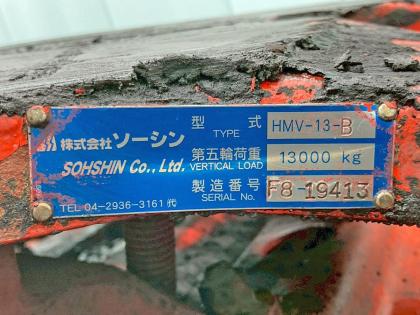 型式 HMV-13-B
TYPE
株式会社ソーシン
第五輪荷重 13000 kg
SOHSHIN Co.,Ltd.
VERTICAL LOAD
製造番号 F8-19413
SERIAL No.
TEL 04-2936-3161 代